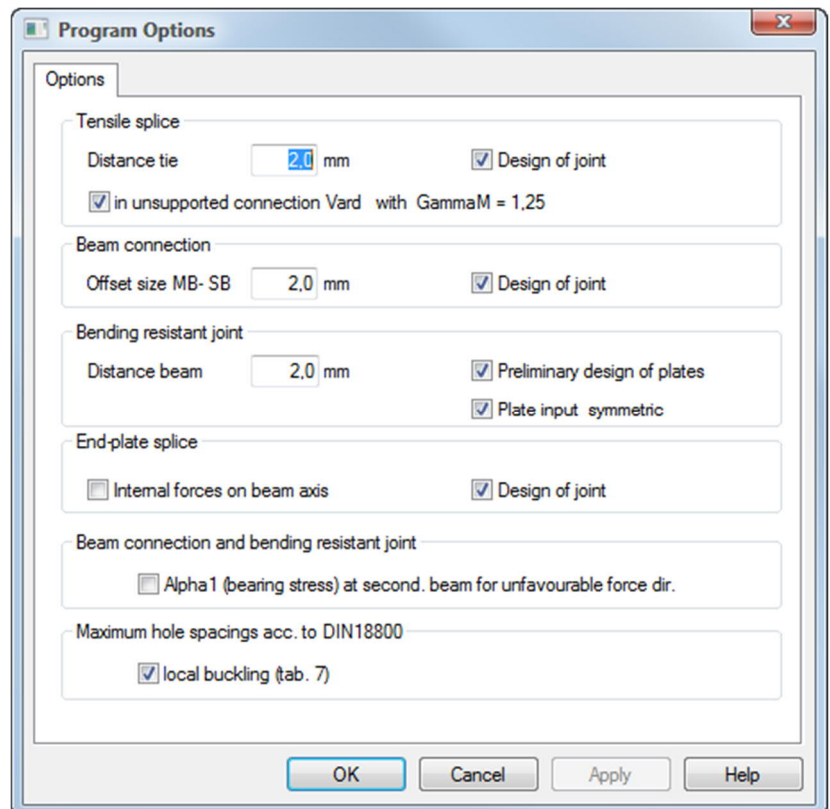 Program Options
Options
Tensile splice
Distance tie 2,0 mm Design of joint
in unsupported connection Vard with GammaM = 1,25
Beam connection
Offset size MB- SB 2,0 mm Design of joint
Bending resistant joint
Distance beam 2,0 mm Preliminary design of plates
Plate input symmetric
End-plate splice
Internal forces on beam axis Design of joint
Beam connection and bending resistant joint
Alpha1 (bearing stress) at second. beam for unfavourable force dir.
Maximum hole spacings acc. to DIN18800
local buckling (tab. 7)
OK Cancel Apply Help